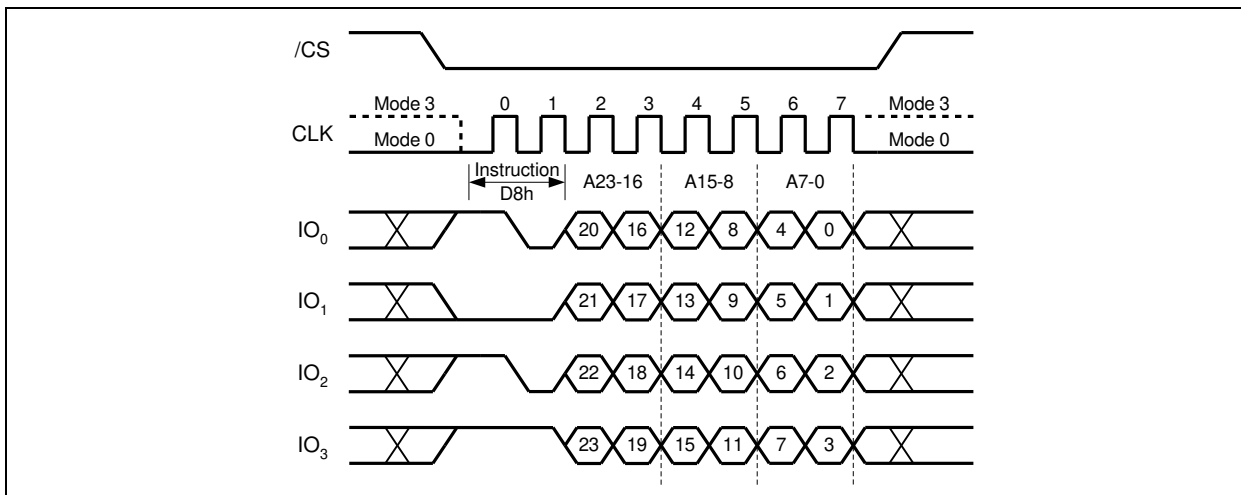 /CS
Mode 3 0 1 2 3 4 5 6 7 Mode 3
CLK
Mode 0 Mode 0
Instruction
D8h
A23-16 A15-8 A7-0
IO0 20 16 12 8 4 0
IO1 21 17 13 9 5 1
IO2 22 18 14 10 6 2
IO3 23 19 15 11 7 3